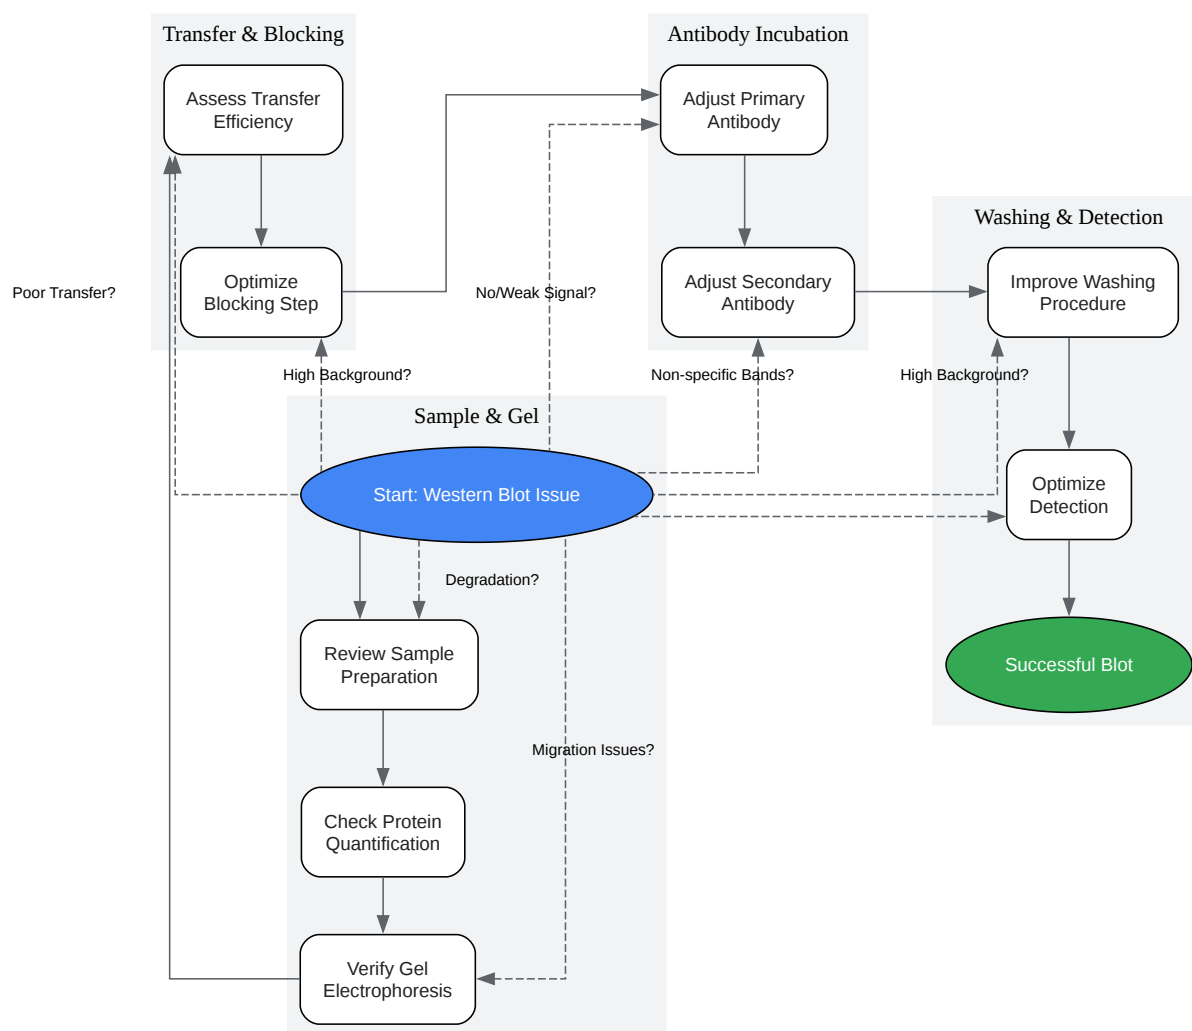 Transfer & Blocking
Assess Transfer
Efficiency
Optimize
Blocking Step
Antibody Incubation
Adjust Primary
Antibody
Adjust Secondary
Antibody
Washing & Detection
Improve Washing
Procedure
Optimize
Detection
Successful Blot
Poor Transfer?
No/Weak Signal?
High Background?
Non-specific Bands?
High Background?
Sample & Gel
Start: Western Blot Issue
Degradation?
Review Sample
Preparation
Migration Issues?
Check Protein
Quantification
Verify Gel
Electrophoresis